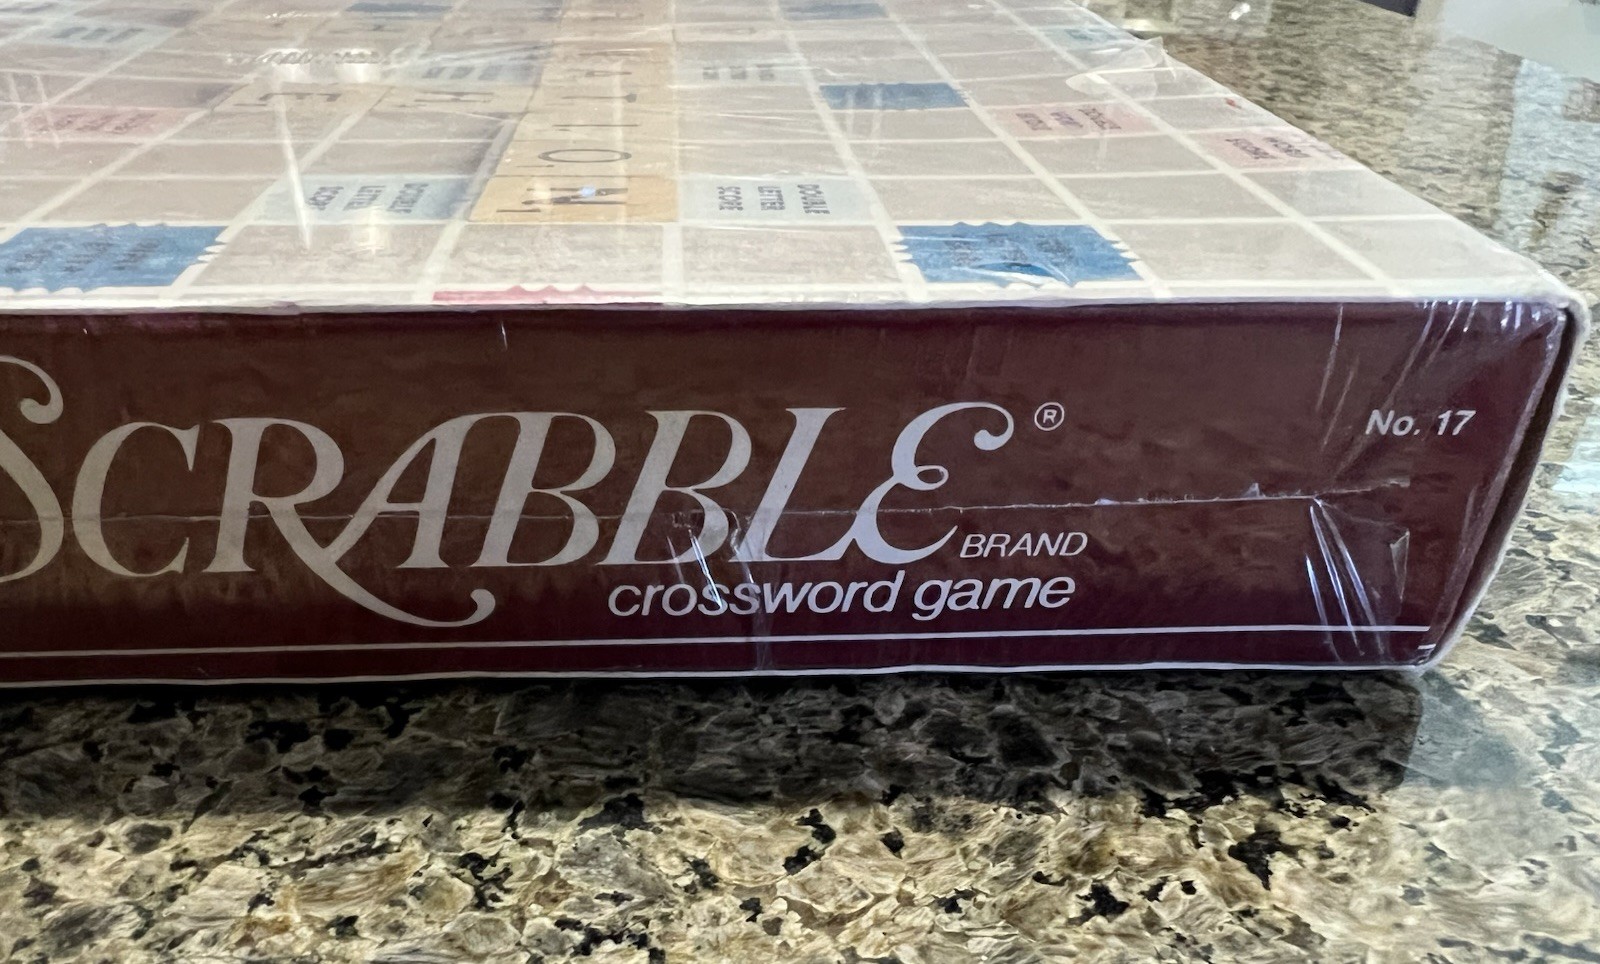 DOUBLE
LETTER
SCORE
DOUBLE
LETTER
SCORE
N
O
I
H
E
SCRABBLE®
BRAND
crossword game
No. 17